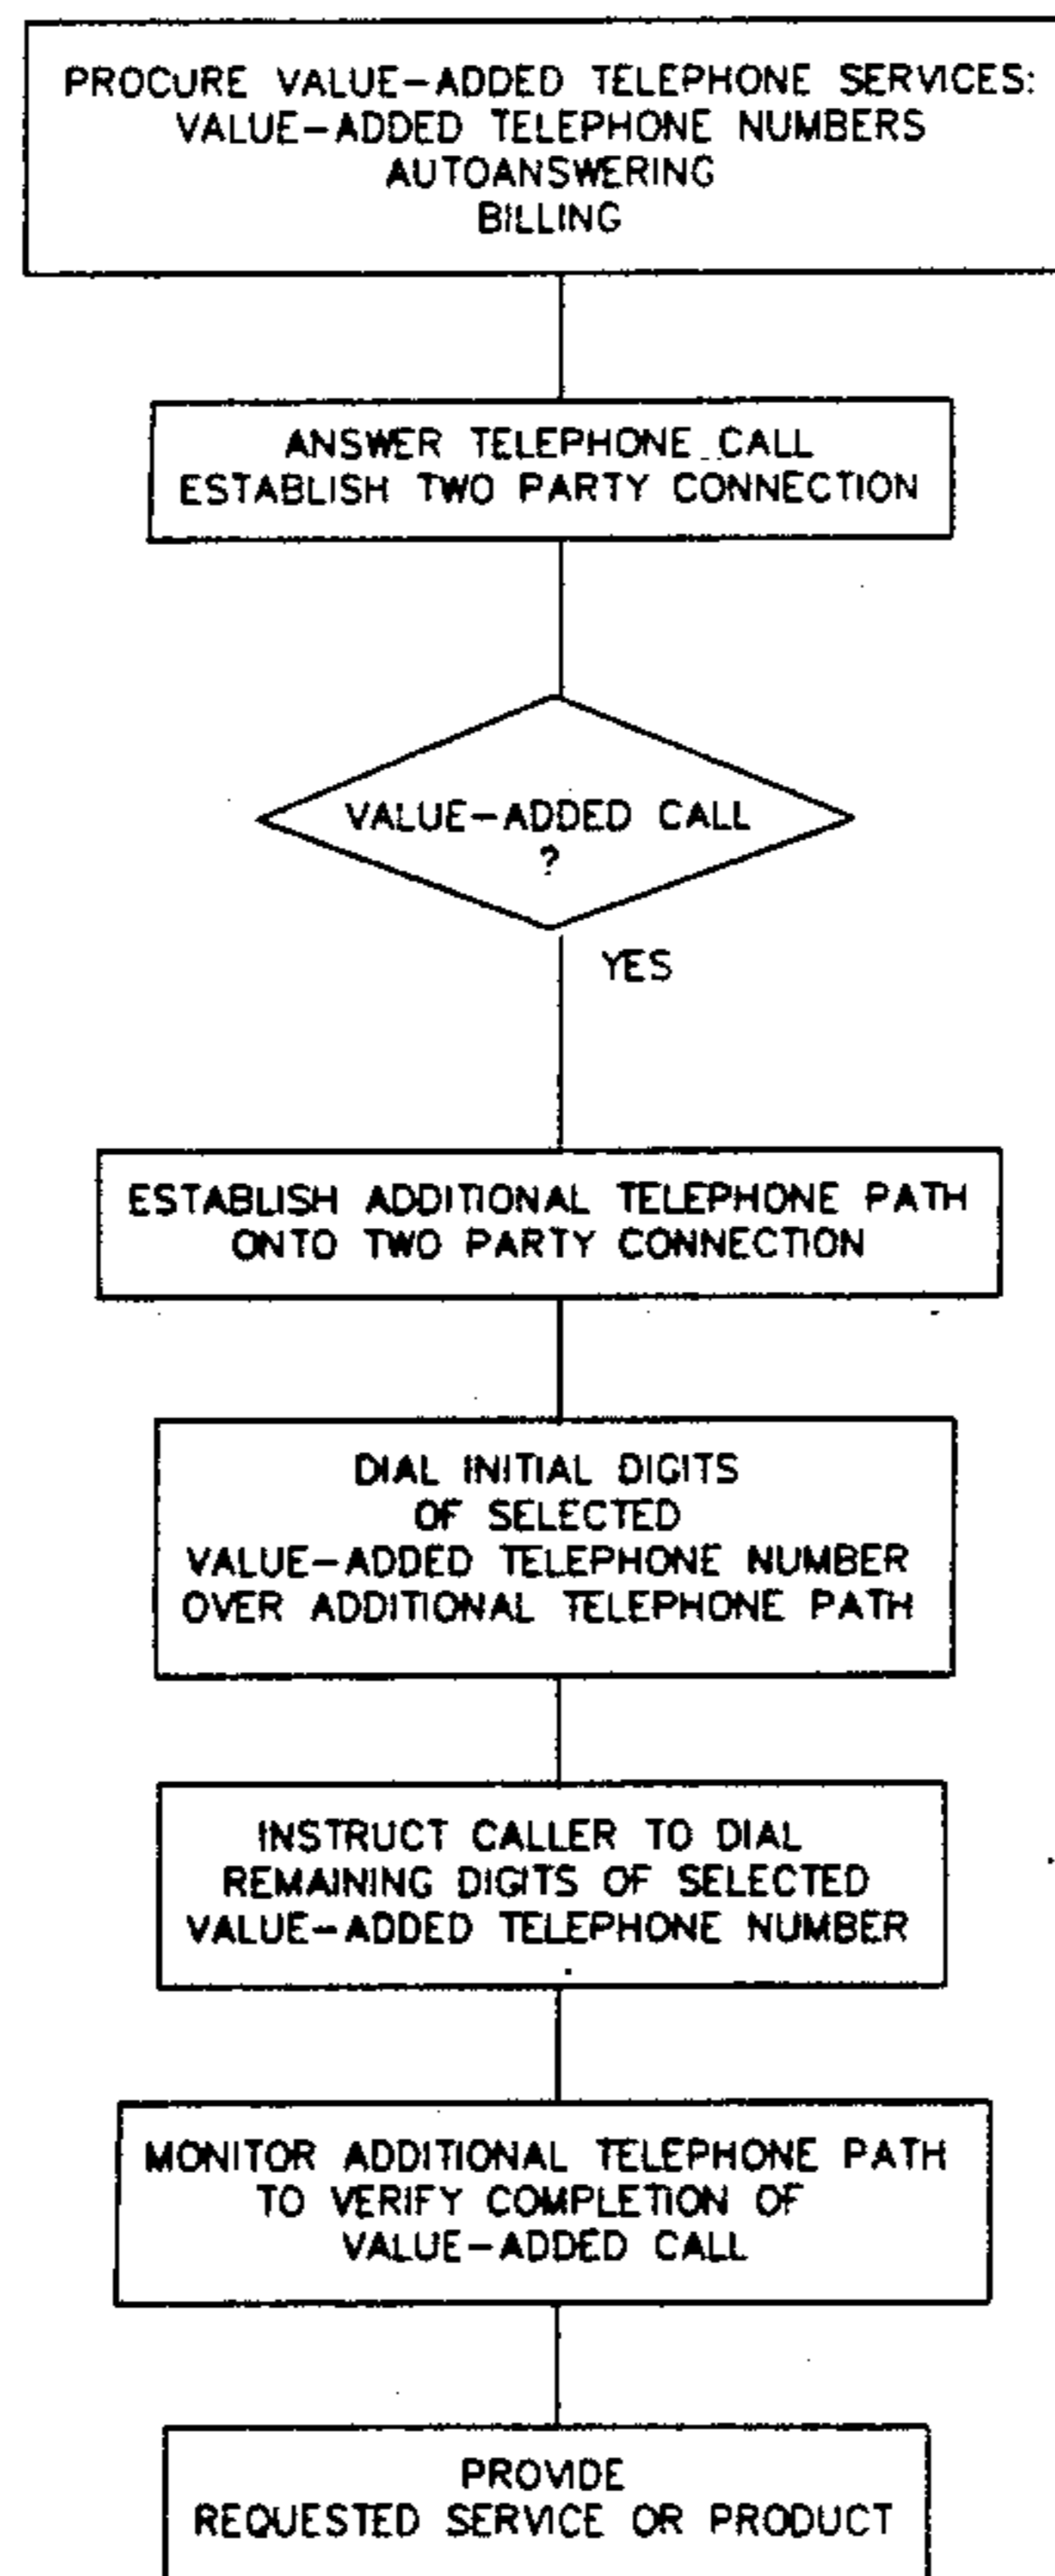 PROCURE VALUE-ADDED TELEPHONE SERVICES:
VALUE-ADDED TELEPHONE NUMBERS
AUTOANSWERING
BILLING
ANSWER TELEPHONE CALL
ESTABLISH TWO PARTY CONNECTION
VALUE-ADDED CALL
?
YES
ESTABLISH ADDITIONAL TELEPHONE PATH
ONTO TWO PARTY CONNECTION
DIAL INITIAL DIGITS
OF SELECTED
VALUE-ADDED TELEPHONE NUMBER
OVER ADDITIONAL TELEPHONE PATH
INSTRUCT CALLER TO DIAL
REMAINING DIGITS OF SELECTED
VALUE-ADDED TELEPHONE NUMBER
MONITOR ADDITIONAL TELEPHONE PATH
TO VERIFY COMPLETION OF
VALUE-ADDED CALL
PROVIDE
REQUESTED SERVICE OR PRODUCT